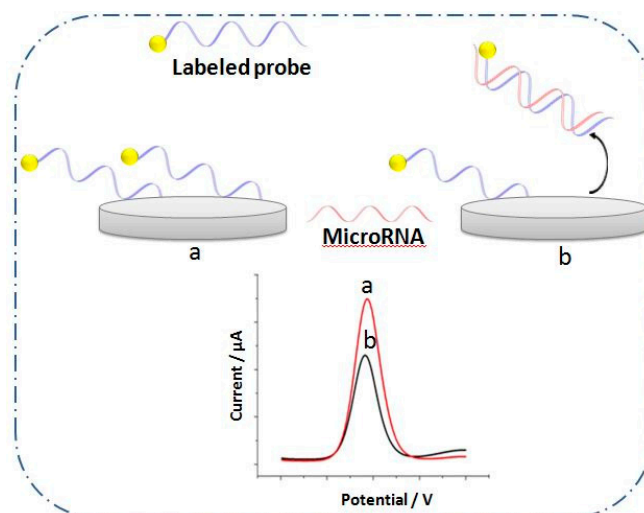 Labeled probe
a
MicroRNA
b
a
b
Current / µA
Potential / V